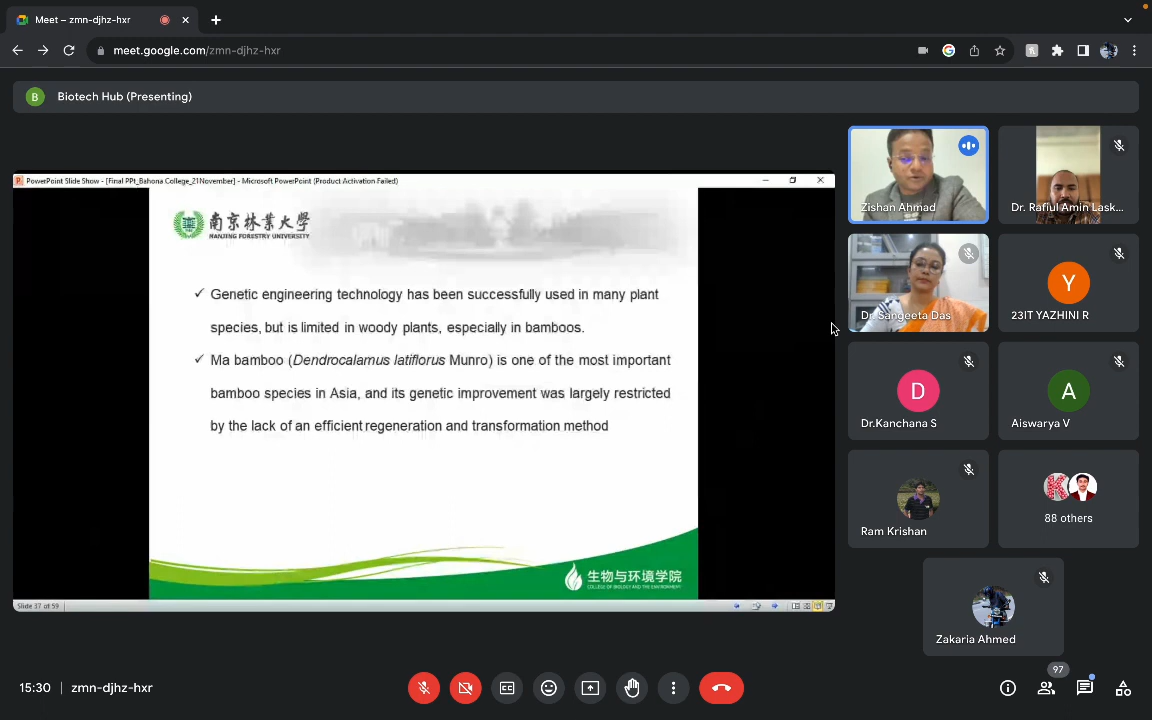 Meet – zmn-djhz-hxr
meet.google.com/zmn-djhz-hxr
B
Biotech Hub (Presenting)
PowerPoint Slide Show - [Final PPt_Bahona College_21November] - Microsoft PowerPoint (Product Activation Failed)
南京林業大學
NANJING FORESTRY UNIVERSITY
✓ Genetic engineering technology has been successfully used in many plant
species, but is limited in woody plants, especially in bamboos.
✓ Ma bamboo (Dendrocalamus latiflorus Munro) is one of the most important
bamboo species in Asia, and its genetic improvement was largely restricted
by the lack of an efficient regeneration and transformation method
生物与环境学院
COLLEGE OF BIOLOGY AND THE ENVIRONMENT
Slide 37 of 59
Zishan Ahmad
Dr. Rafiul Amin Lask...
Dr. Sangeeta Das
Y
23IT YAZHINI R
D
Dr.Kanchana S
A
Aiswarya V
Ram Krishan
K
88 others
Zakaria Ahmed
15:30 | zmn-djhz-hxr
97